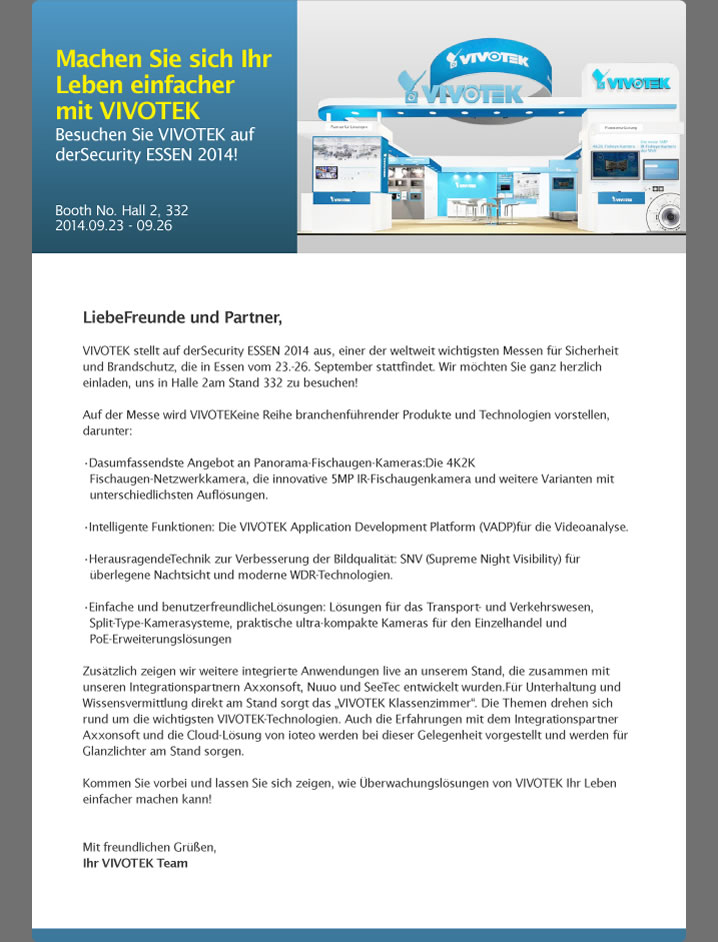 Machen Sie sich Ihr
Leben einfacher
mit VIVOTEK
Besuchen Sie VIVOTEK auf
derSecurity ESSEN 2014!
Booth No. Hall 2, 332
2014.09.23 - 09.26
VIVOTEK
VIVOTEK
VIVOTEK
VIVOTEK
VIVOTEK
VIVOTEK
LiebeFreunde und Partner,
VIVOTEK stellt auf derSecurity ESSEN 2014 aus, einer der weltweit wichtigsten Messen für Sicherheit
und Brandschutz, die in Essen vom 23.-26. September stattfindet. Wir möchten Sie ganz herzlich
einladen, uns in Halle 2am Stand 332 zu besuchen!
Auf der Messe wird VIVOTEKeine Reihe branchenführender Produkte und Technologien vorstellen,
darunter:
·Dasumfassendste Angebot an Panorama-Fischaugen-Kameras:Die 4K2K
Fischaugen-Netzwerkkamera, die innovative 5MP IR-Fischaugenkamera und weitere Varianten mit
unterschiedlichsten Auflösungen.
·Intelligente Funktionen: Die VIVOTEK Application Development Platform (VADP)für die Videoanalyse.
·HerausragendeTechnik zur Verbesserung der Bildqualität: SNV (Supreme Night Visibility) für
überlegene Nachtsicht und moderne WDR-Technologien.
·Einfache und benutzerfreundlicheLösungen: Lösungen für das Transport- und Verkehrswesen,
Split-Type-Kamerasysteme, praktische ultra-kompakte Kameras für den Einzelhandel und
PoE-Erweiterungslösungen
Zusätzlich zeigen wir weitere integrierte Anwendungen live an unserem Stand, die zusammen mit
unseren Integrationspartnern Axxonsoft, Nuuo und SeeTec entwickelt wurden.Für Unterhaltung und
Wissensvermittlung direkt am Stand sorgt das „VIVOTEK Klassenzimmer“. Die Themen drehen sich
rund um die wichtigsten VIVOTEK-Technologien. Auch die Erfahrungen mit dem Integrationspartner
Axxonsoft und die Cloud-Lösung von ioteo werden bei dieser Gelegenheit vorgestellt und werden für
Glanzlichter am Stand sorgen.
Kommen Sie vorbei und lassen Sie sich zeigen, wie Überwachungslösungen von VIVOTEK Ihr Leben
einfacher machen kann!
Mit freundlichen Grüßen,
Ihr VIVOTEK Team